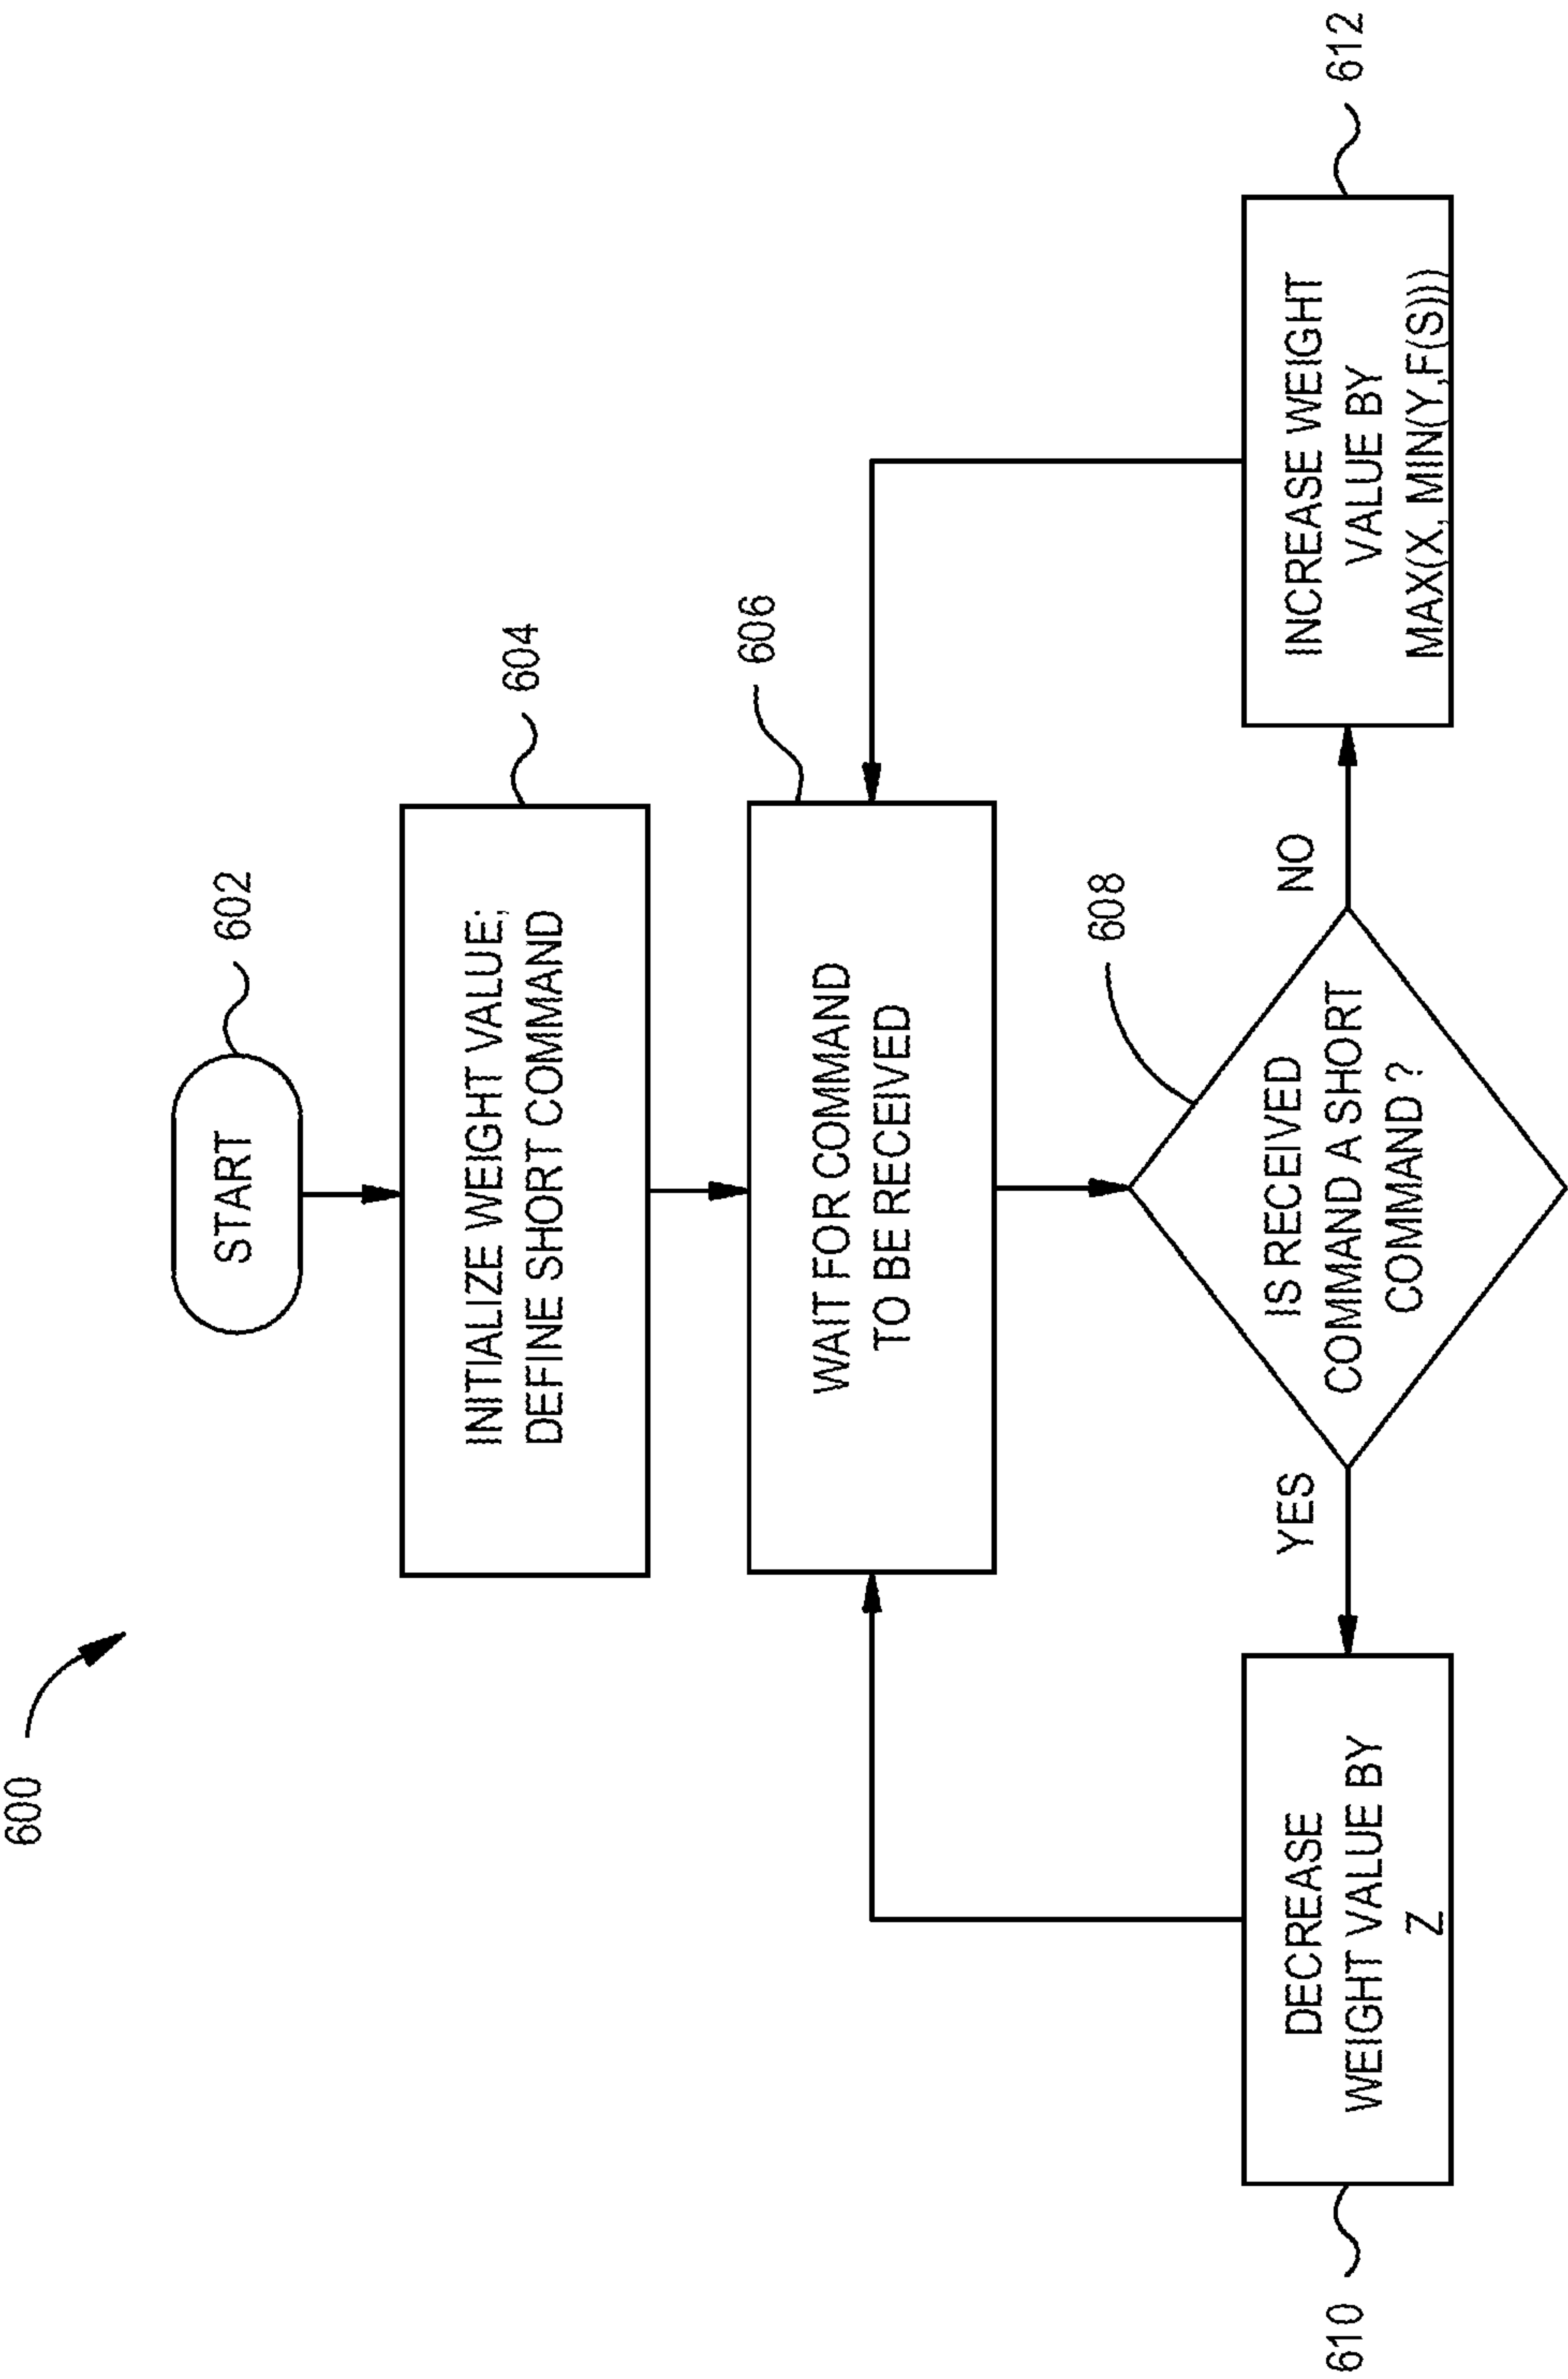 600
START
602
INITIALIZE WEIGHT VALUE;
DEFINE SHORT COMMAND
604
WAIT FOR COMMAND
TO BE RECEIVED
606
IS RECEIVED
COMMAND A SHORT
COMMAND ?
608
YES
NO
DECREASE
WEIGHT VALUE BY
Z
610
INCREASE WEIGHT
VALUE BY
MAX(X, MIN(Y,F(S)))
612